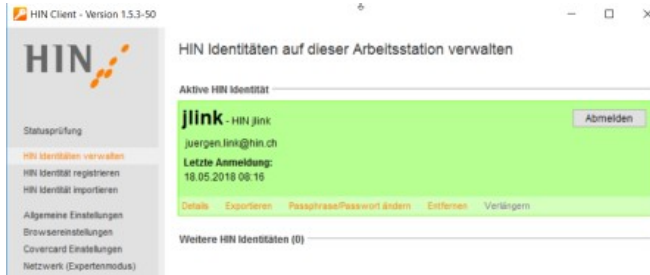 HIN Client - Version 1.5.3-50
HIN
Statusprüfung
HIN Identitäten verwalten
HIN Identität registrieren
HIN Identität importieren
Allgemeine Einstellungen
Browsereinstellungen
Covercard Einstellungen
Netzwerk (Expertenmodus)
HIN Identitäten auf dieser Arbeitsstation verwalten
Aktive HIN Identität
jlink - HIN jlink
Abmelden
juergen.link@hin.ch
Letzte Anmeldung:
18.05.2018 08:16
Details Exportieren Passphrase/Passwort ändern Entfernen Verlängern
Weitere HIN Identitäten (0)